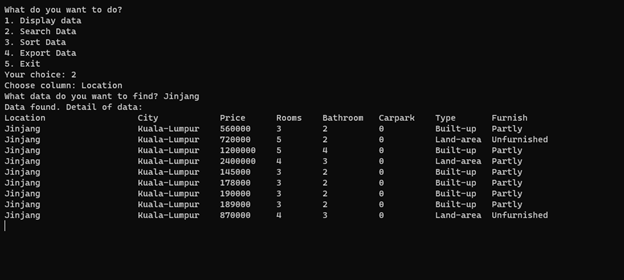 What do you want to do?
1. Display data
2. Search Data
3. Sort Data
4. Export Data
5. Exit
Your choice: 2
Choose column: Location
What data do you want to find? Jinjang
Data found. Detail of data:
Location City Price Rooms Bathroom Carpark Type Furnish
Jinjang Kuala-Lumpur 560000 3 2 0 Built-up Partly
Jinjang Kuala-Lumpur 720000 5 2 0 Land-area Unfurnished
Jinjang Kuala-Lumpur 1200000 5 4 0 Built-up Partly
Jinjang Kuala-Lumpur 2400000 4 3 0 Land-area Partly
Jinjang Kuala-Lumpur 145000 3 2 0 Built-up Partly
Jinjang Kuala-Lumpur 178000 3 2 0 Built-up Partly
Jinjang Kuala-Lumpur 190000 3 2 0 Built-up Partly
Jinjang Kuala-Lumpur 189000 3 2 0 Built-up Partly
Jinjang Kuala-Lumpur 870000 4 3 0 Land-area Unfurnished